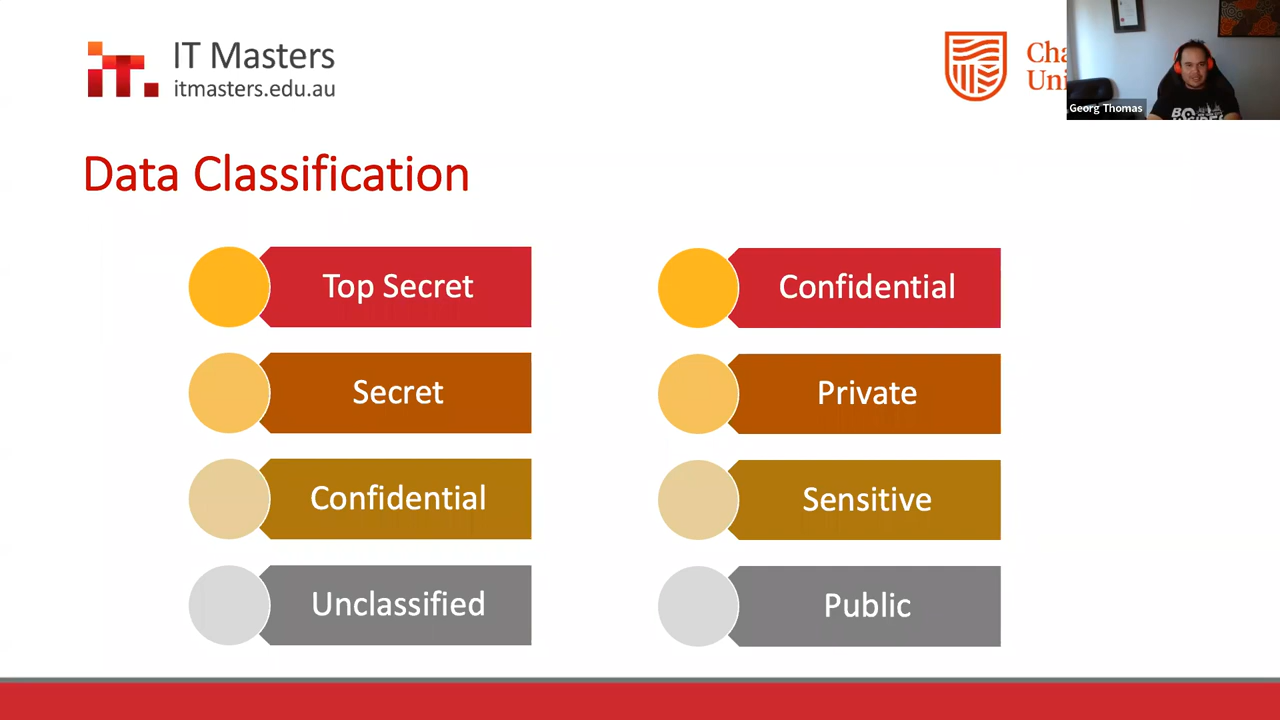 IT Masters
itmasters.edu.au
Georg Thomas
Data Classification
Top Secret
Secret
Confidential
Unclassified
Confidential
Private
Sensitive
Public